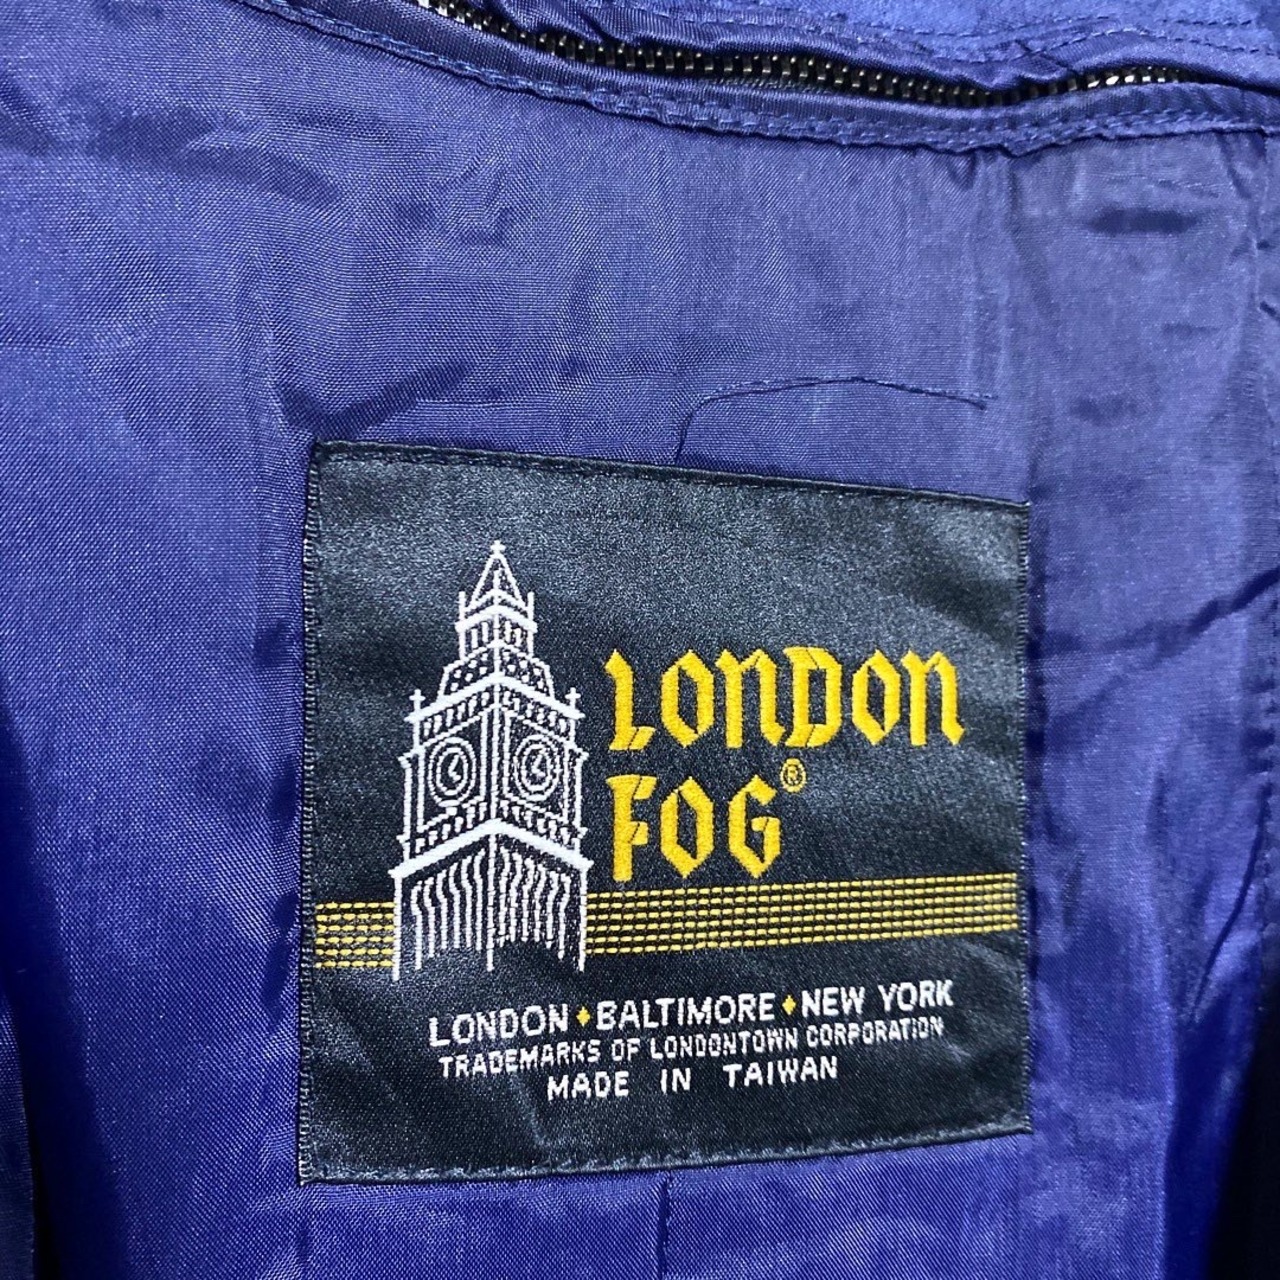 LONDON
FOG®
LONDON ♦ BALTIMORE ♦ NEW YORK
TRADEMARKS OF LONDONTOWN CORPORATION
MADE IN TAIWAN